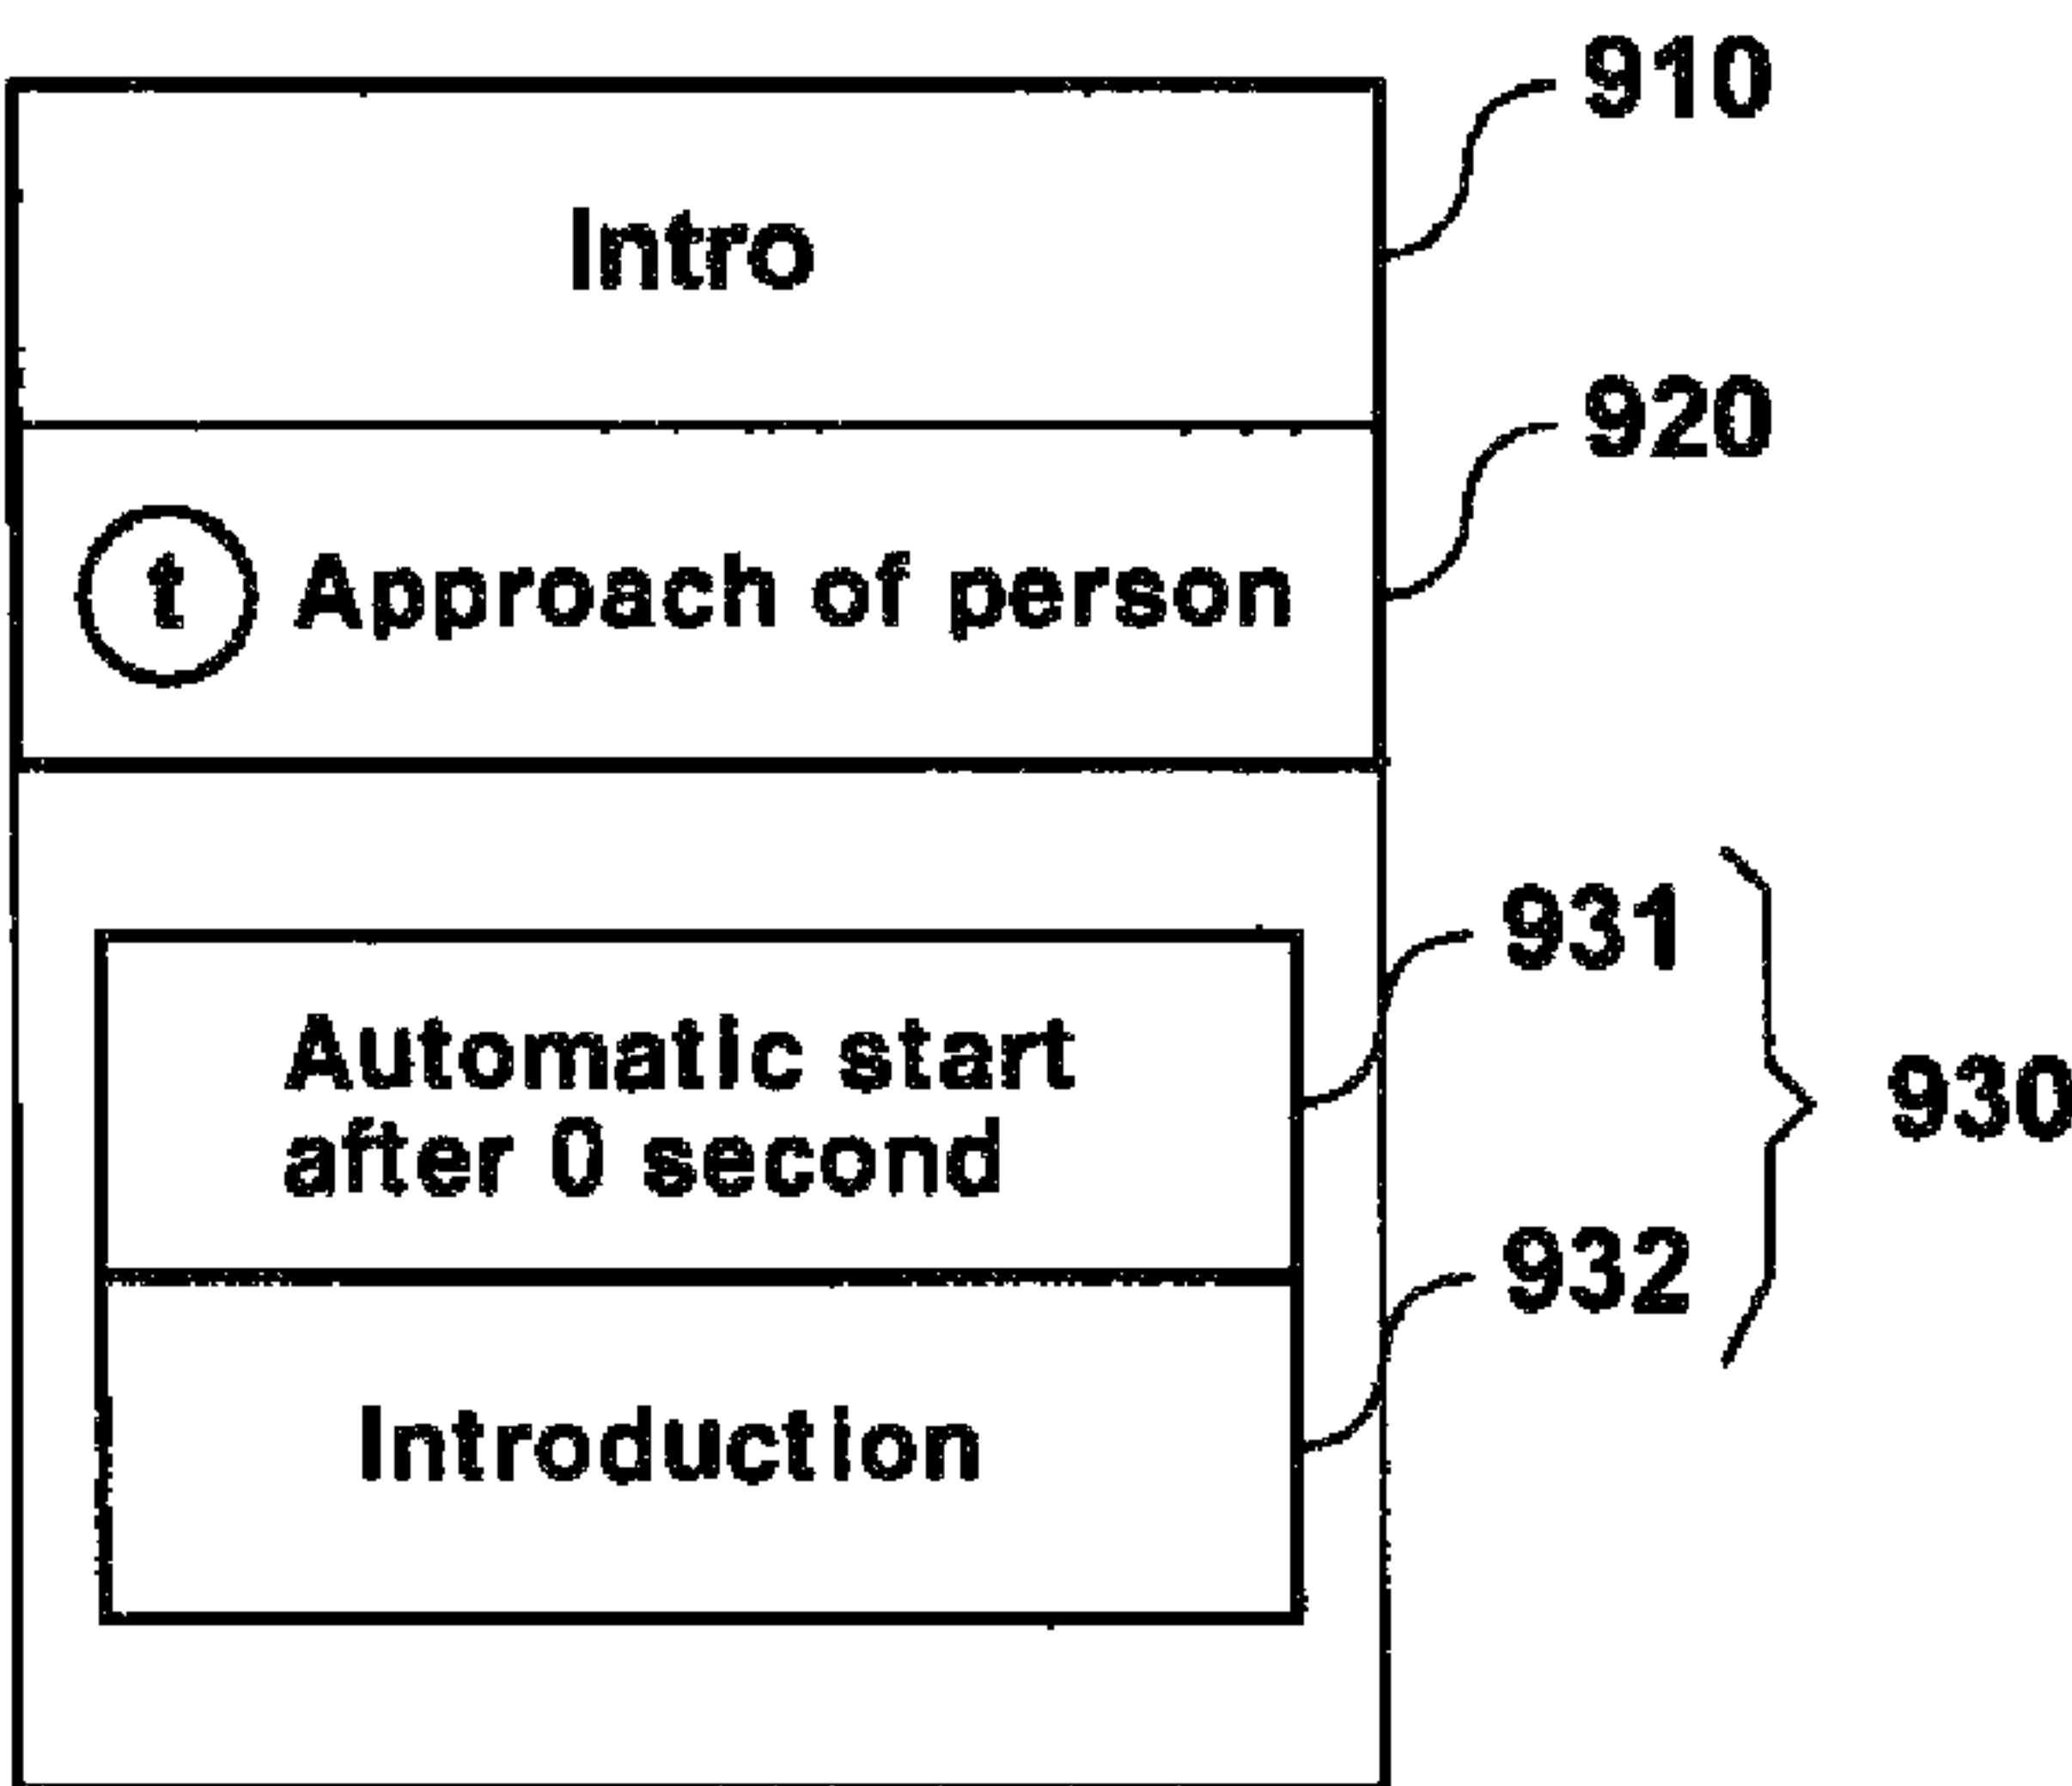 910
Intro
920
t Approach of person
931
Automatic start
after 0 second
930
932
Introduction